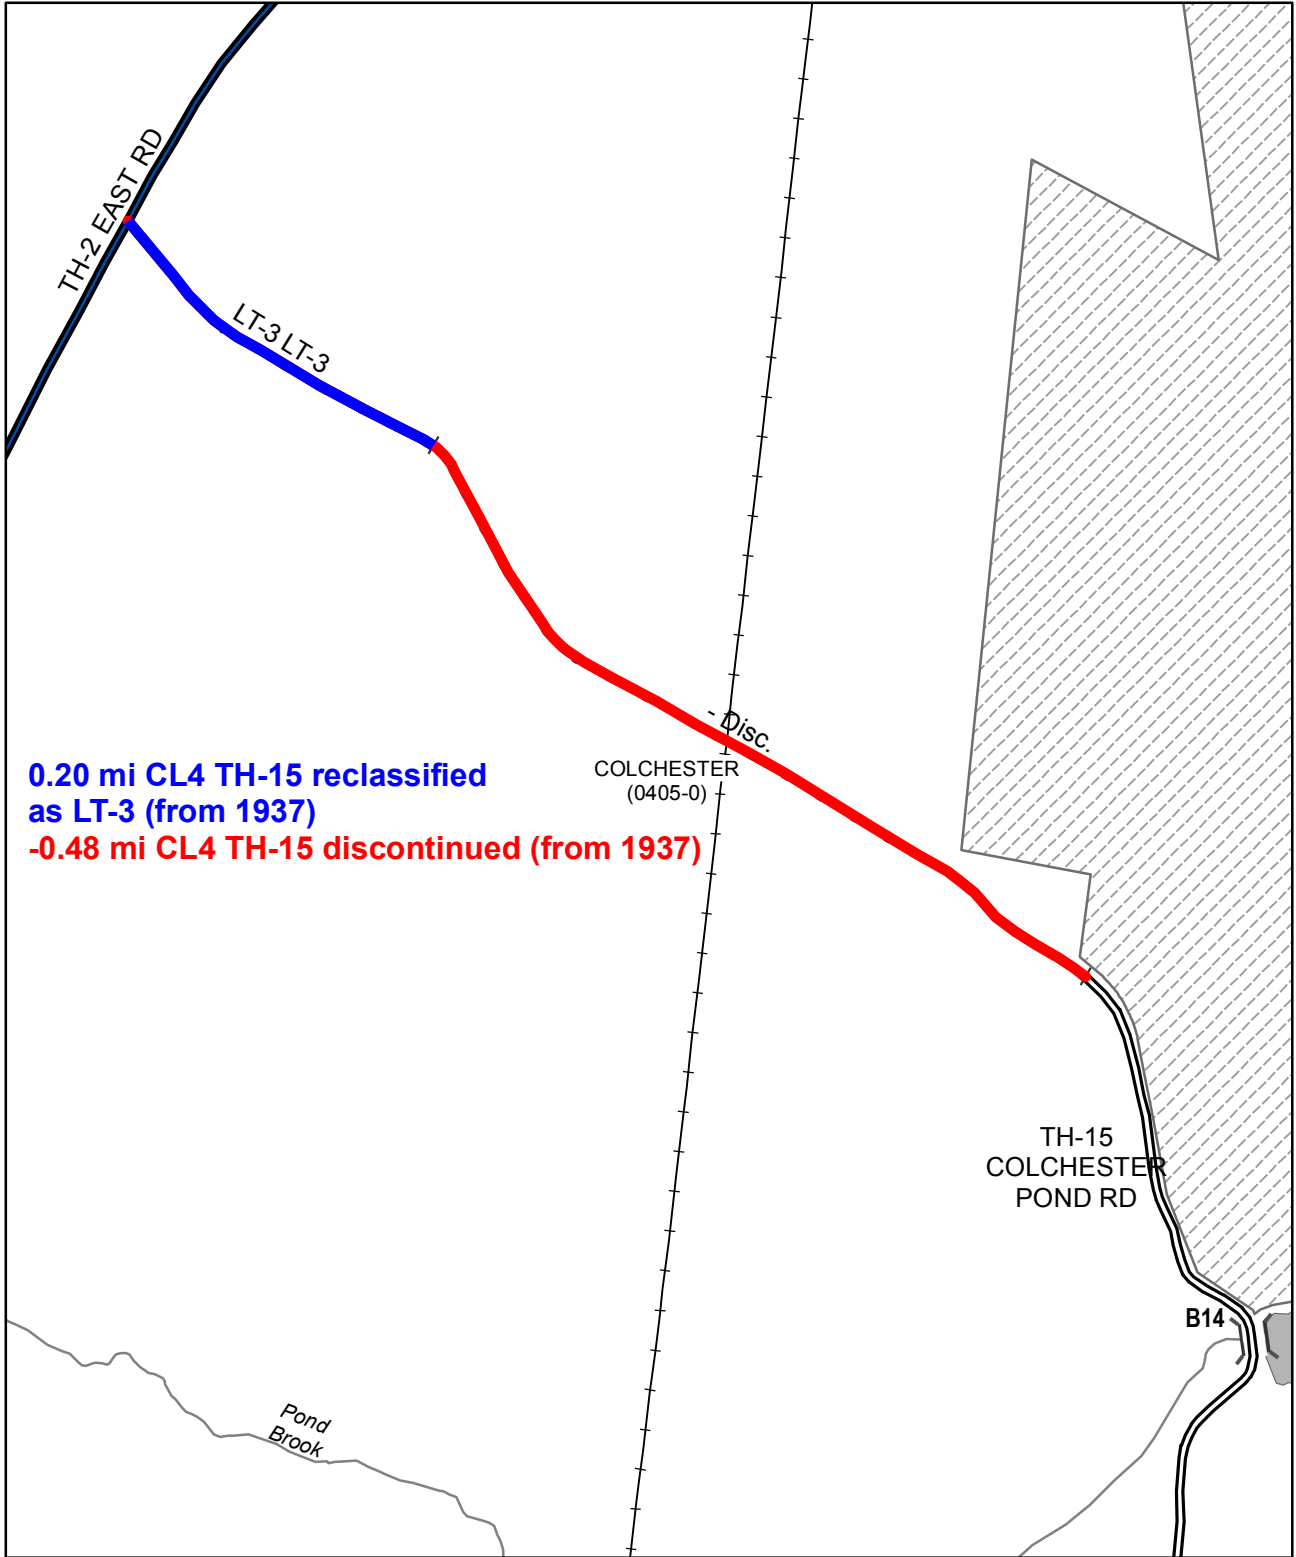 TH-2 EAST RD
LT-3 LT-3
- Disc.
COLCHESTER
(0405-0)
0.20 mi CL4 TH-15 reclassified
as LT-3 (from 1937)
-0.48 mi CL4 TH-15 discontinued (from 1937)
TH-15
COLCHESTER
POND RD
B14
Pond
Brook